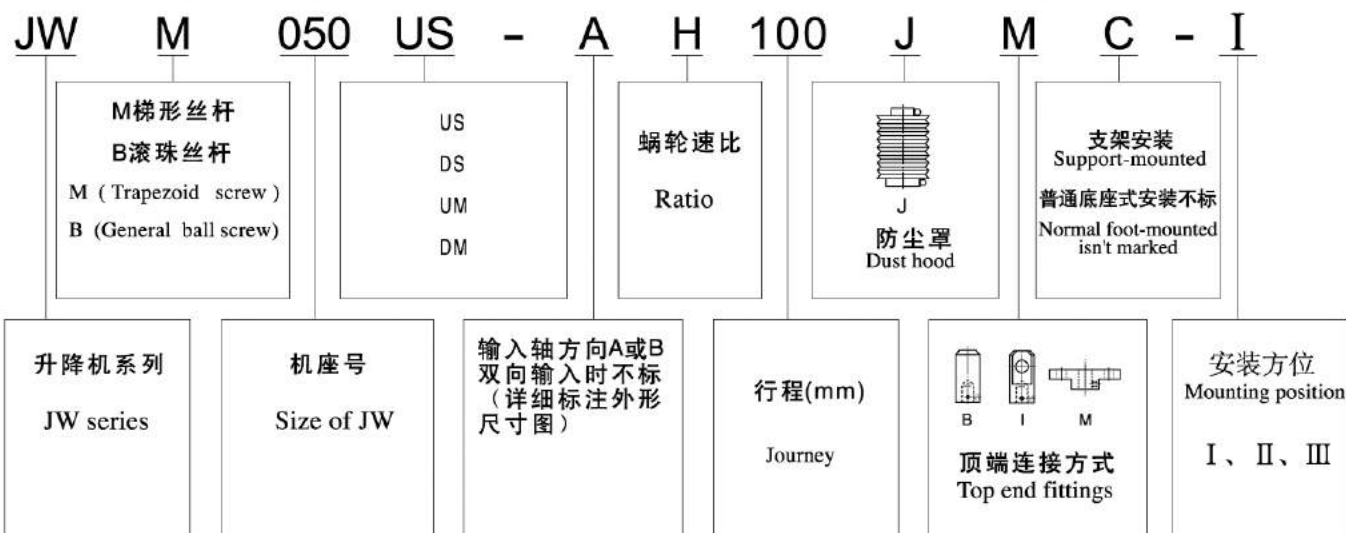 JW M 050 US - A H 100 J M C - I
M梯形丝杆
B滚珠丝杆
M ( Trapezoid screw )
B (General ball screw)
US
DS
UM
DM
蜗轮速比
Ratio
J
防尘罩
Dust hood
支架安装
Support-mounted
普通底座式安装不标
Normal foot-mounted
isn't marked
升降机系列
JW series
机座号
Size of JW
输入轴方向A或B
双向输入时不标
（详细标注外形
尺寸图）
行程(mm)
Journey
B I M
顶端连接方式
Top end fittings
安装方位
Mounting position
Ⅰ、Ⅱ、Ⅲ